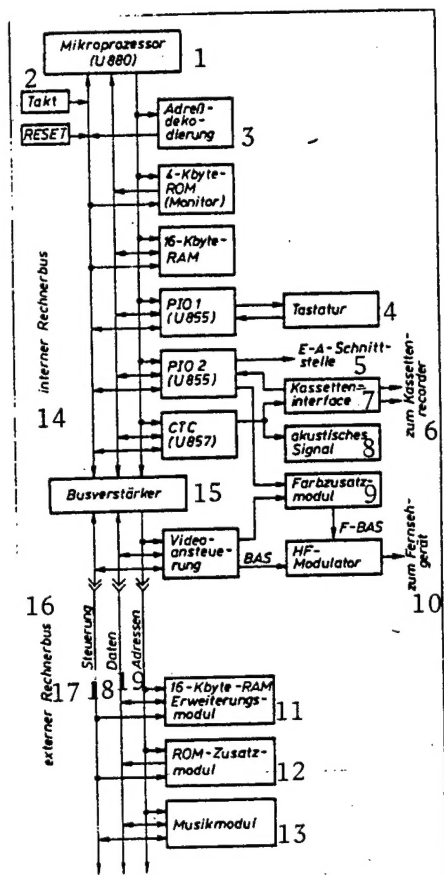 Mikroprozessor
(U880)
1
2
Takt
RESET
Adreß-
deko-
dierung
3
4-Kbyte-
ROM
(Monitor)
16-Kbyte-
RAM
interner Rechnerbus
14
PIO 1
(U855)
Tastatur
4
E-A-Schnitt-
stelle
5
PIO 2
(U855)
Kassetten-
interface
7
zum Kassetten-
recorder
6
CTC
(U857)
akustisches
Signal
8
Busverstärker
15
Farbzusatz-
modul
9
F-BAS
Video-
ansteue-
rung
BAS
HF-
Modulator
zum Fernseh-
gerät
10
16
externer Rechnerbus
Steuerung
17
Daten
18
Adressen
19
16-Kbyte-RAM
Erweiterungs-
modul
11
ROM-Zusatz-
modul
12
Musikmodul
13